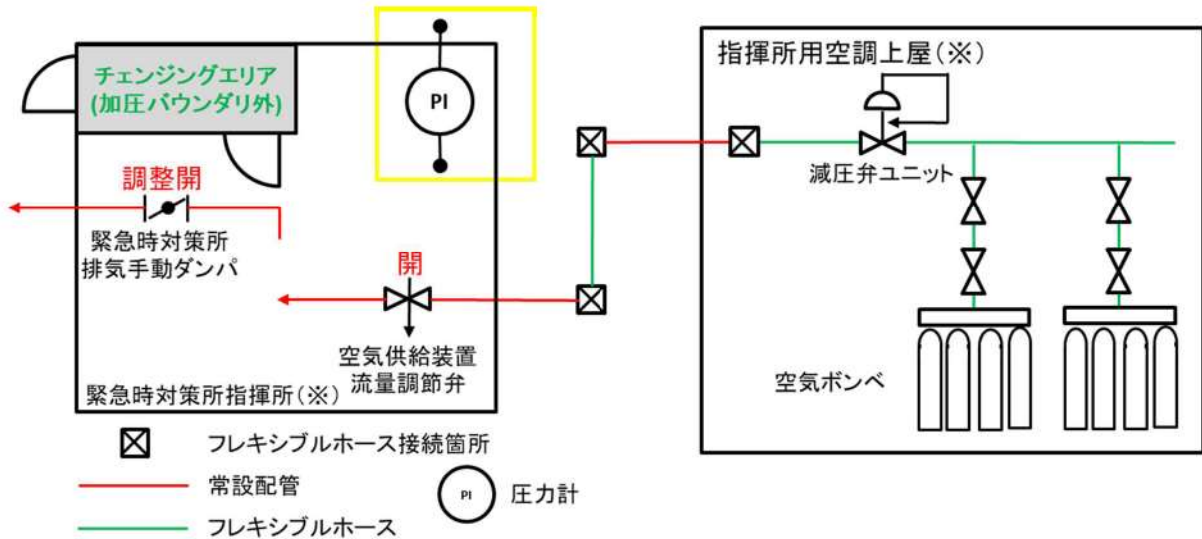 チェンジングエリア
(加圧バウンダリ外)
PI
指揮所用空調上屋(※)
減圧弁ユニット
調整開
緊急時対策所
排気手動ダンパ
開
空気供給装置
流量調節弁
空気ボンベ
緊急時対策所指揮所(※)
フレキシブルホース接続箇所
常設配管
PI
圧力計
フレキシブルホース